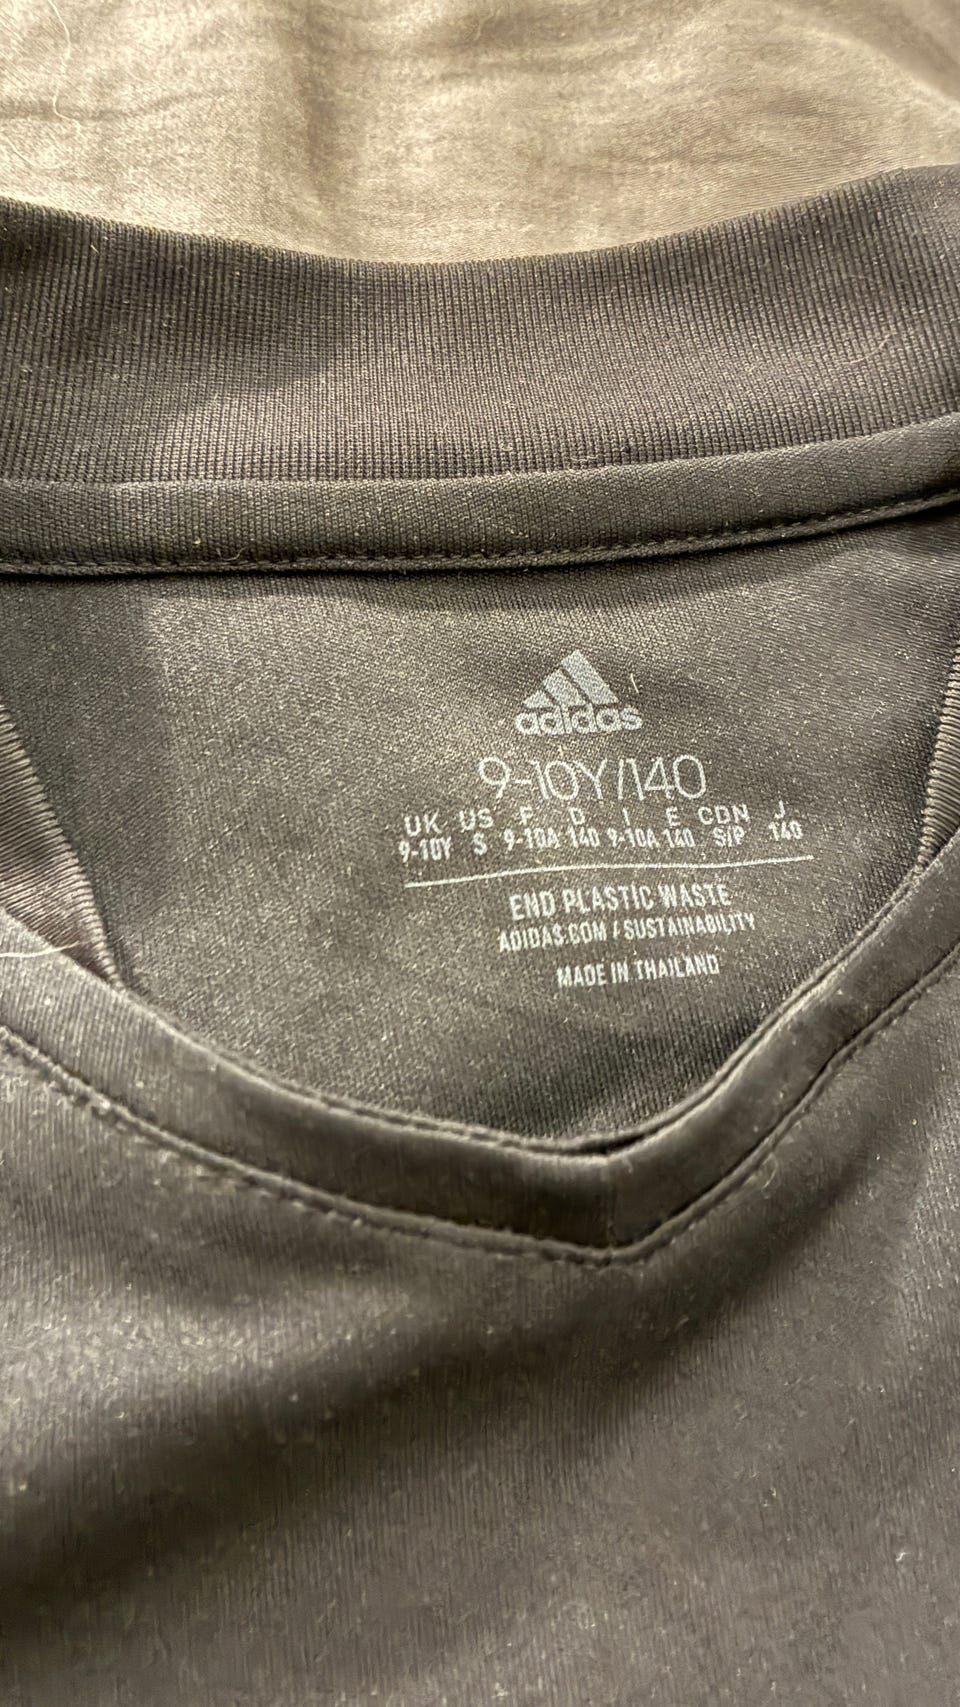 adidas
9-10Y/140
UK US F D I E CDN J
9-10Y S 9-10A 140 9-10A 140 S/P 140
END PLASTIC WASTE
ADIDAS.COM / SUSTAINABILITY
MADE IN THAILAND